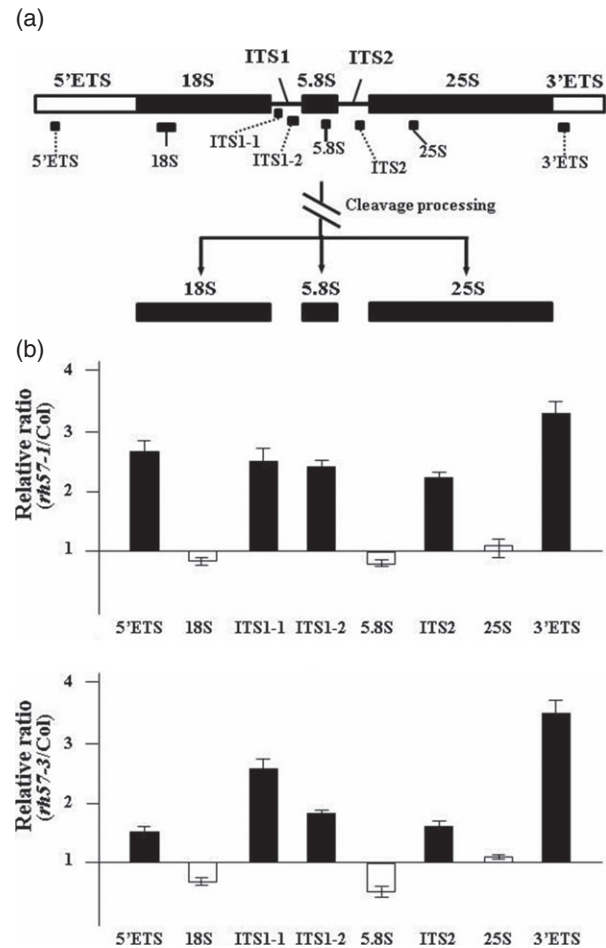 (a)
ITS1 ITS2
5'ETS 18S 5.8S 25S 3'ETS
5'ETS 18S ITS1-1 ITS1-2 5.8S ITS2 25S 3'ETS
Cleavage processing
18S 5.8S 25S
(b)
Relative ratio
(rh57-1/Col)
4
3
2
1
5'ETS 18S ITS1-1 ITS1-2 5.8S ITS2 25S 3'ETS
Relative ratio
(rh57-3/Col)
4
3
2
1
5'ETS 18S ITS1-1 ITS1-2 5.8S ITS2 25S 3'ETS